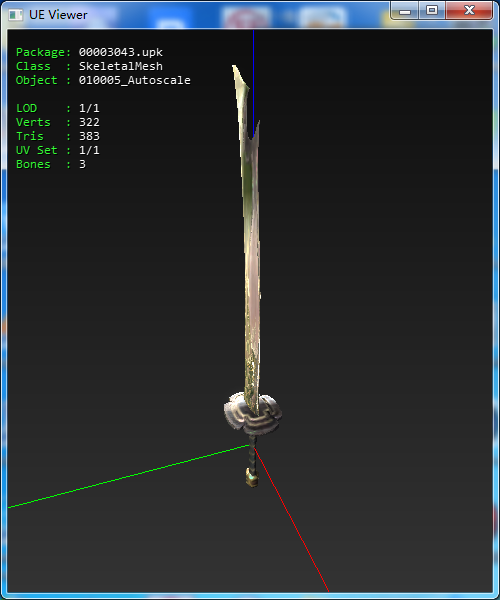 UE Viewer
Package: 00003043.upk
Class : SkeletalMesh
Object : 010005_Autoscale
LOD : 1/1
Verts : 322
Tris : 383
UV Set : 1/1
Bones : 3